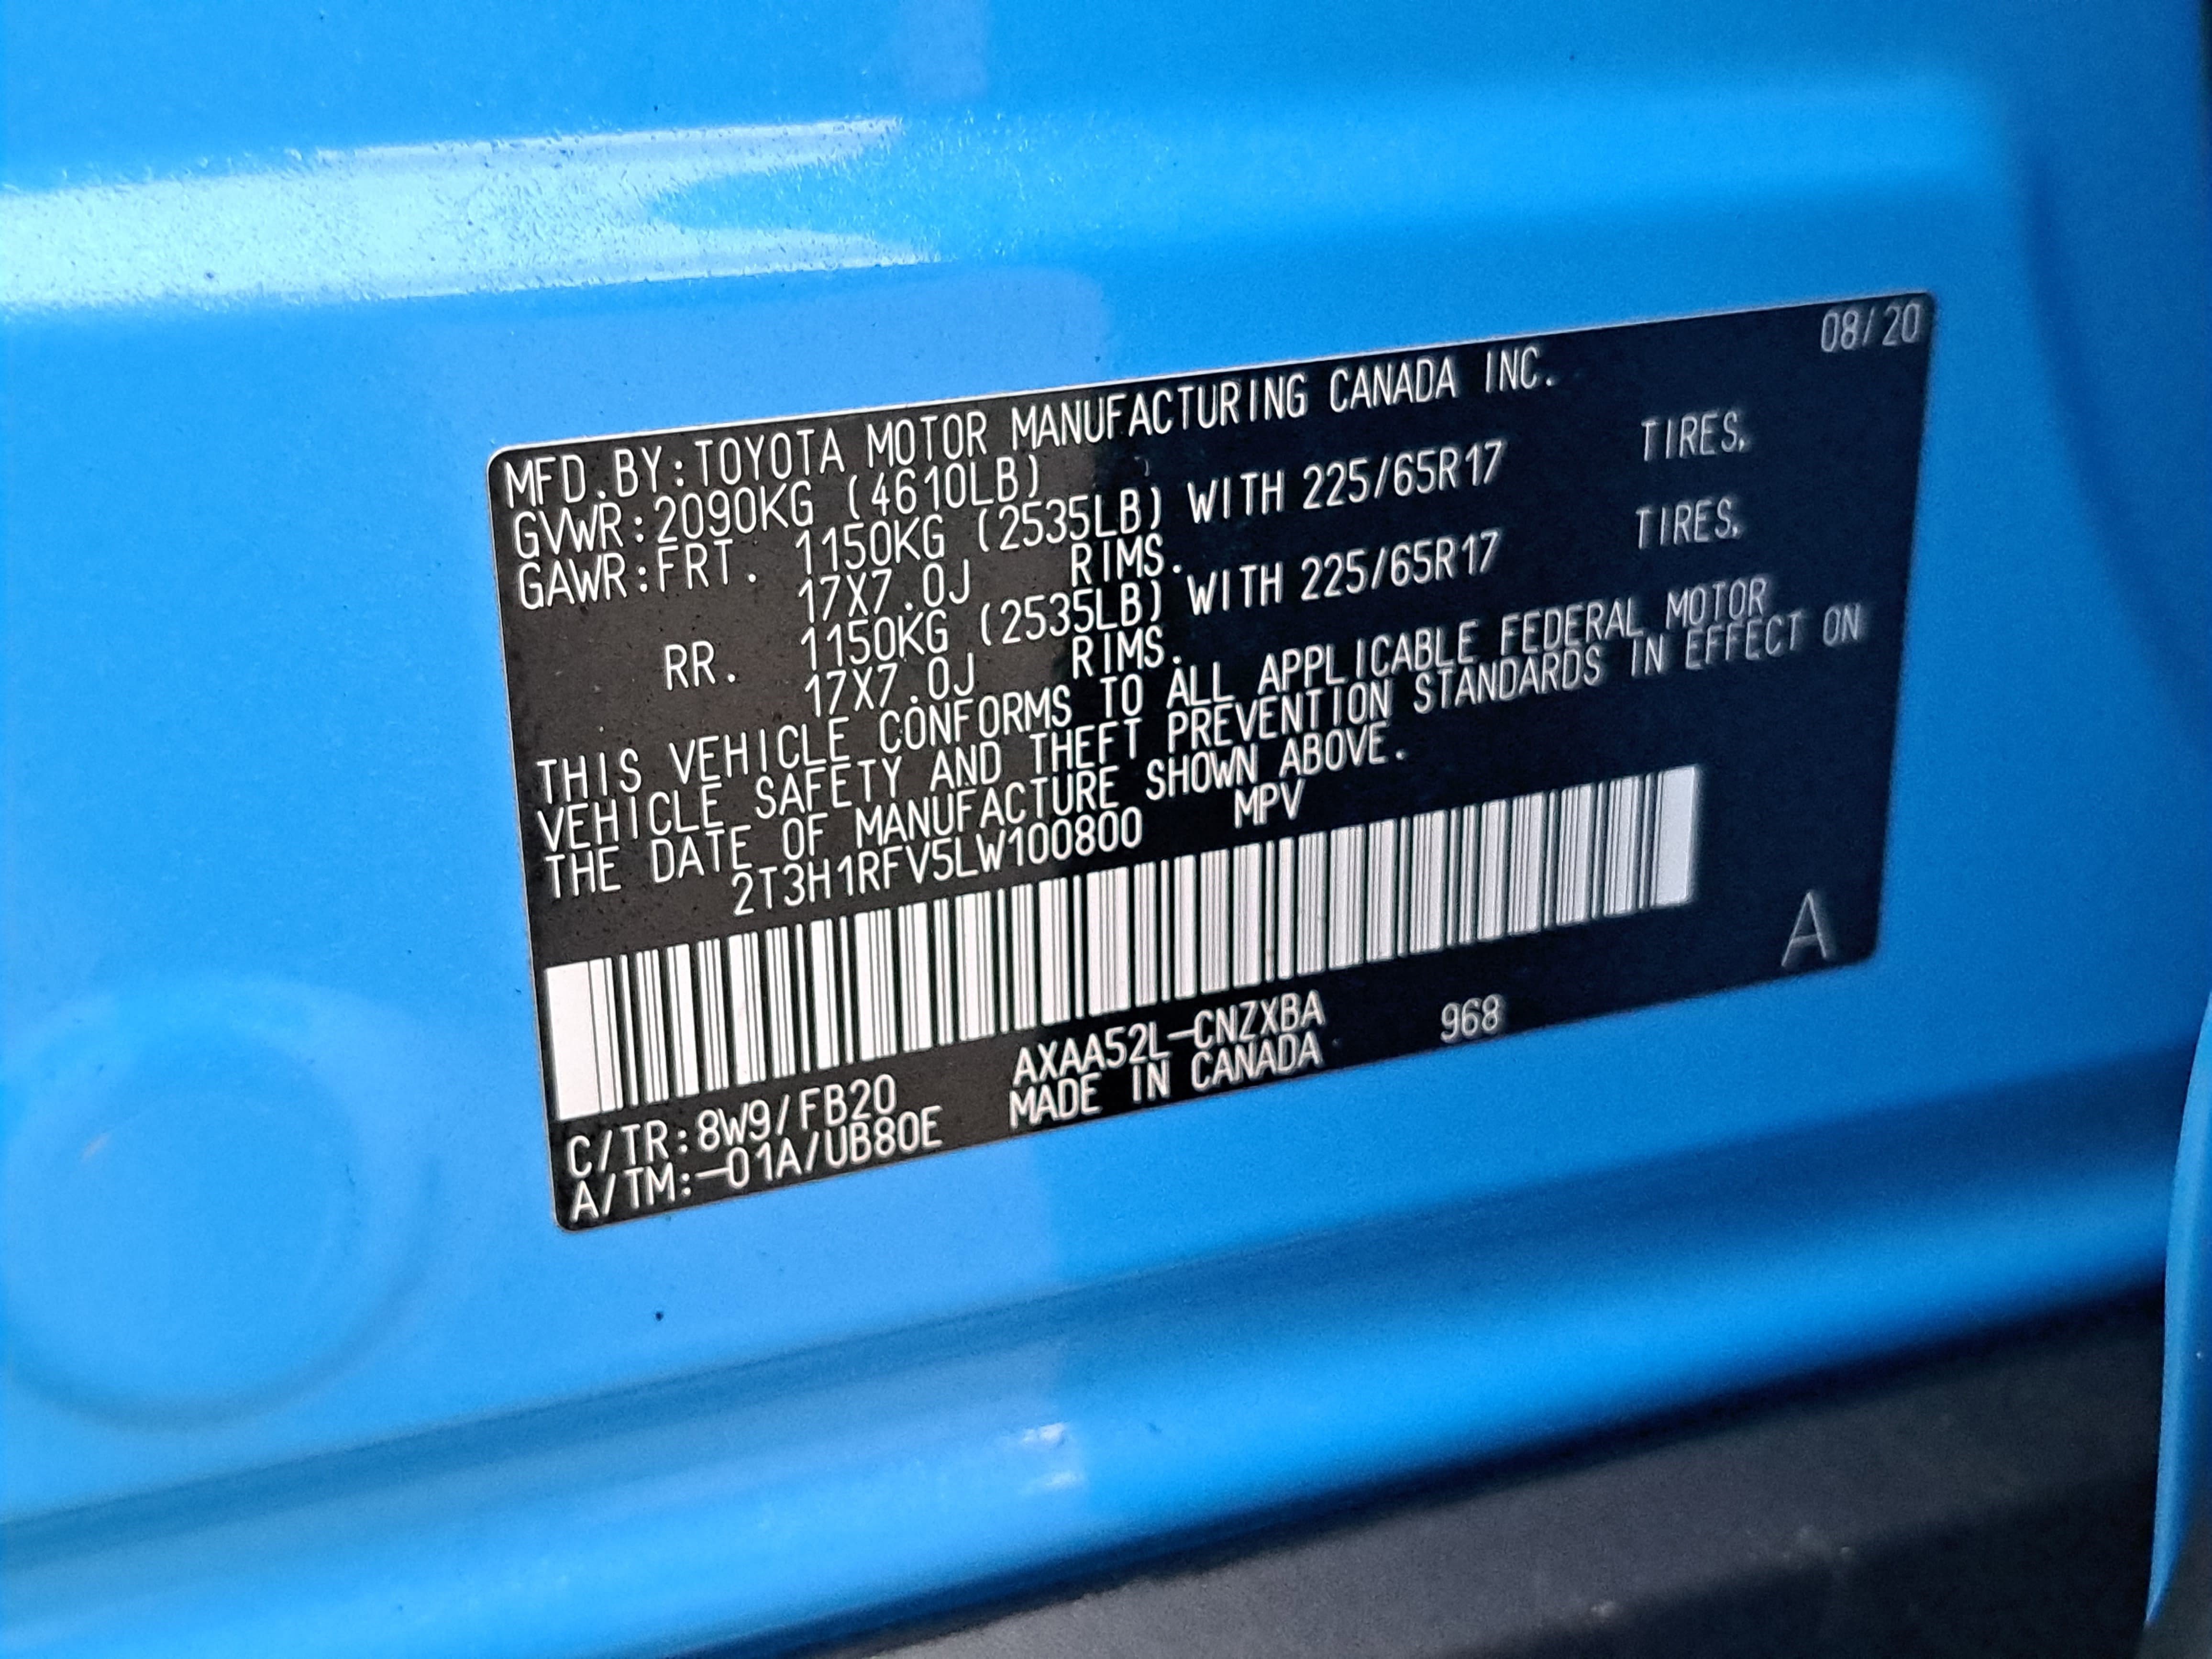 08/20
MFD.BY:TOYOTA MOTOR MANUFACTURING CANADA INC.
GVWR:2090KG (4610LB)
GAWR:FRT. 1150KG (2535LB) WITH 225/65R17 TIRES,
17X7.0J RIMS.
RR. 1150KG (2535LB) WITH 225/65R17 TIRES,
17X7.0J RIMS.
THIS VEHICLE CONFORMS TO ALL APPLICABLE FEDERAL MOTOR
VEHICLE SAFETY AND THEFT PREVENTION STANDARDS IN EFFECT ON
THE DATE OF MANUFACTURE SHOWN ABOVE.
2T3H1RFV5LW100800 MPV
A
C/TR:8W9/FB20 AXAA52L-CNZXBA 968
A/TM:-01A/UB80E MADE IN CANADA